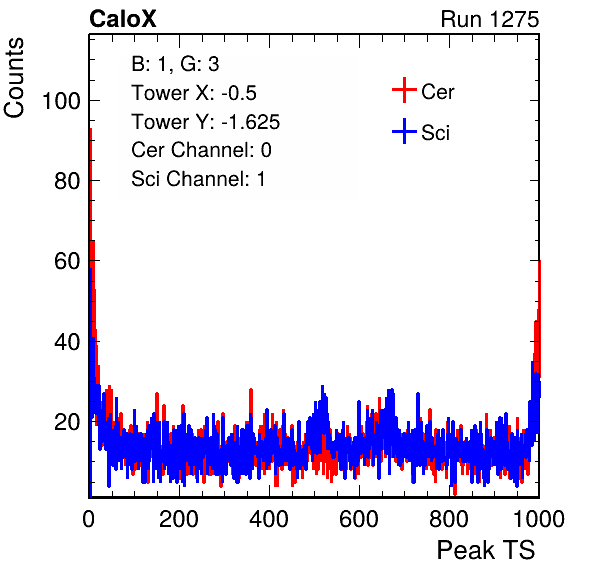 CaloX Run 1275
Counts
B: 1, G: 3
Tower X: -0.5
Tower Y: -1.625
Cer Channel: 0
Sci Channel: 1
Cer
Sci
100
80
60
40
20
0 200 400 600 800 1000
Peak TS